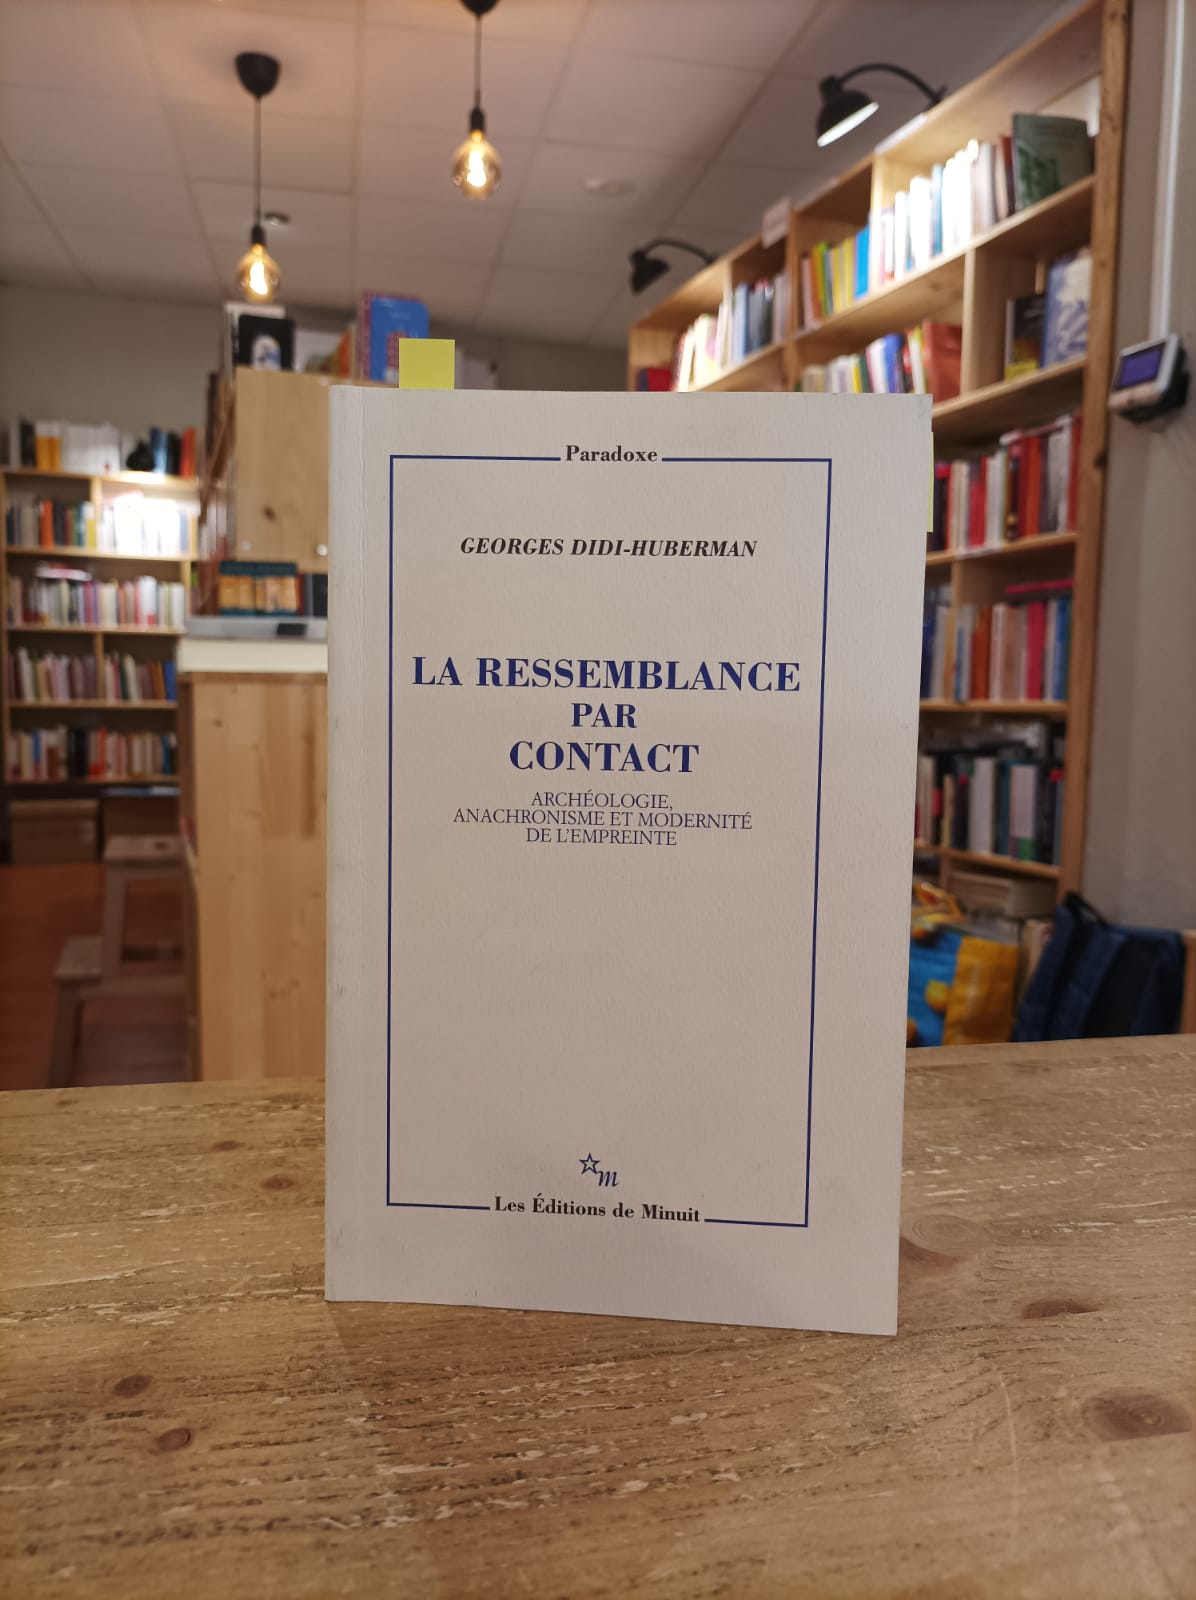 Paradoxe
GEORGES DIDI-HUBERMAN
LA RESSEMBLANCE
PAR
CONTACT
ARCHÉOLOGIE,
ANACHRONISME ET MODERNITÉ
DE L'EMPREINTE
m
Les Éditions de Minuit